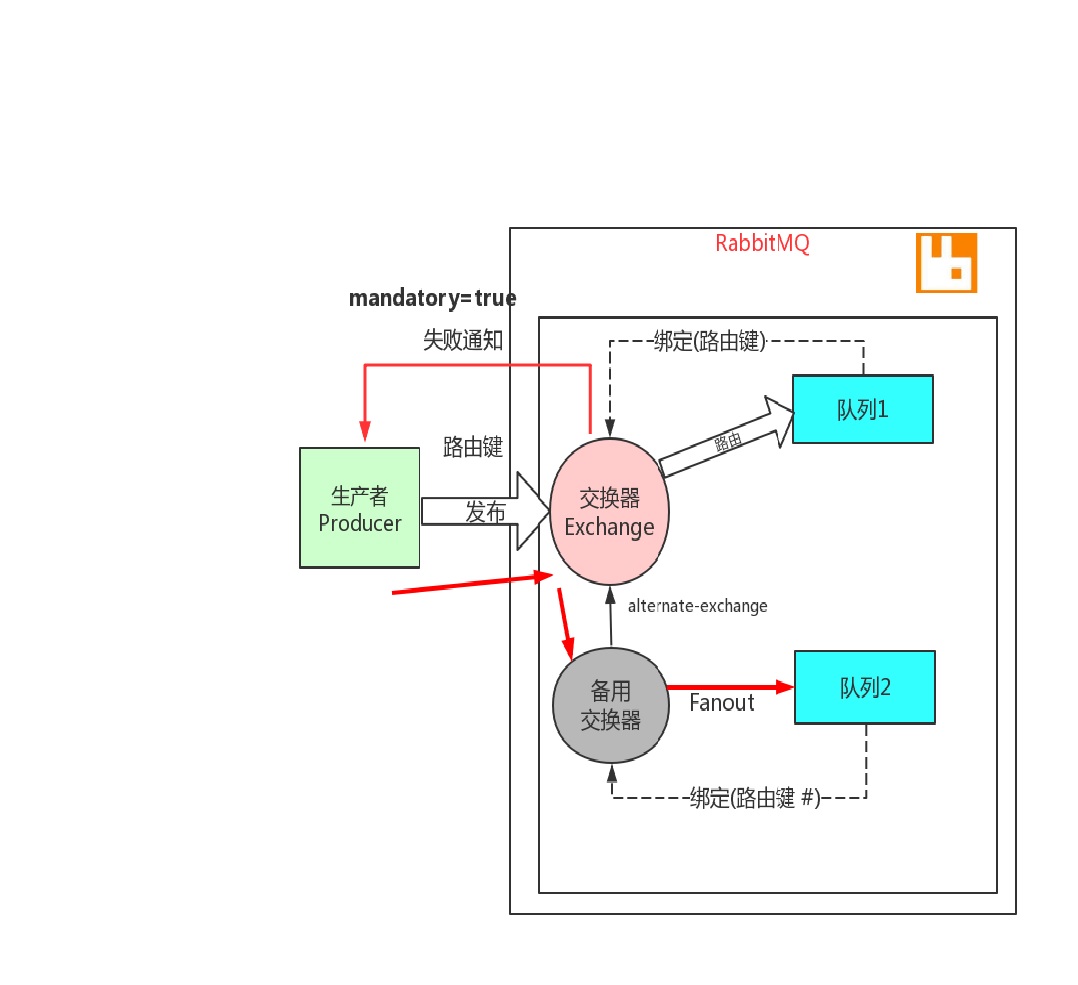 RabbitMQ
mandatory=true
失败通知
绑定(路由键)
队列1
路由
路由键
生产者
Producer
发布
交换器
Exchange
alternate-exchange
备用
交换器
Fanout
队列2
绑定(路由键 #)